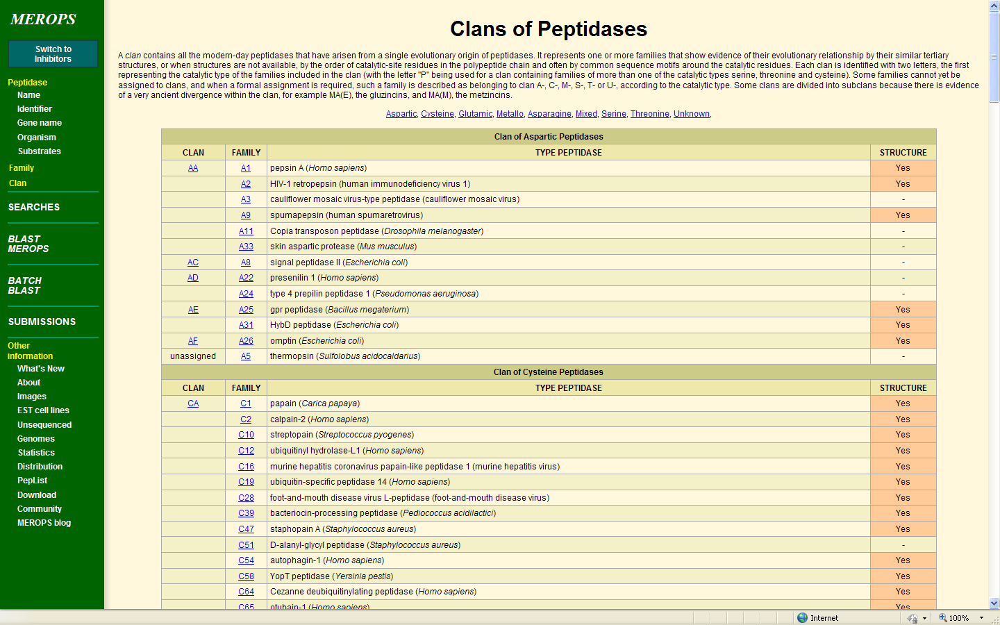 MEROPS
Switch to
Inhibitors
Peptidase
Name
Identifier
Gene name
Organism
Substrates
Family
Clan
SEARCHES
BLAST
MEROPS
BATCH
BLAST
SUBMISSIONS
Other
information
What's New
About
Images
EST cell lines
Unsequenced
Genomes
Statistics
Distribution
PepList
Download
Community
MEROPS blog
Clans of Peptidases
A clan contains all the modern-day peptidases that have arisen from a single evolutionary origin of peptidases. It represents one or more families that show evidence of their evolutionary relationship by their similar tertiary
structures, or when structures are not available, by the order of catalytic-site residues in the polypeptide chain and often by common sequence motifs around the catalytic residues. Each clan is identified with two letters, the first
representing the catalytic type of the families included in the clan (with the letter "P" being used for a clan containing families of more than one of the catalytic types serine, threonine and cysteine). Some families cannot yet be
assigned to clans, and when a formal assignment is required, such a family is described as belonging to clan A-, C-, M-, S-, T- or U-, according to the catalytic type. Some clans are divided into subclans because there is evidence
of a very ancient divergence within the clan, for example MA(E), the gluzincins, and MA(M), the metzincins.
Aspartic, Cysteine, Glutamic, Metallo, Asparagine, Mixed, Serine, Threonine, Unknown,
Clan of Aspartic Peptidases
CLAN FAMILY TYPE PEPTIDASE STRUCTURE
AA A1 pepsin A (Homo sapiens) Yes
A2 HIV-1 retropepsin (human immunodeficiency virus 1) Yes
A3 cauliflower mosaic virus-type peptidase (cauliflower mosaic virus) -
A9 spumapepsin (human spumaretrovirus) Yes
A11 Copia transposon peptidase (Drosophila melanogaster) -
A33 skin aspartic protease (Mus musculus) -
AC A8 signal peptidase II (Escherichia coli) -
AD A22 presenilin 1 (Homo sapiens) -
A24 type 4 prepilin peptidase 1 (Pseudomonas aeruginosa) -
AE A25 gpr peptidase (Bacillus megaterium) Yes
A31 HybD peptidase (Escherichia coli) Yes
AF A26 omptin (Escherichia coli) Yes
unassigned A5 thermopsin (Sulfolobus acidocaldarius) -
Clan of Cysteine Peptidases
CLAN FAMILY TYPE PEPTIDASE STRUCTURE
CA C1 papain (Carica papaya) Yes
C2 calpain-2 (Homo sapiens) Yes
C10 streptopain (Streptococcus pyogenes) Yes
C12 ubiquitinyl hydrolase-L1 (Homo sapiens) Yes
C16 murine hepatitis coronavirus papain-like peptidase 1 (murine hepatitis virus) Yes
C19 ubiquitin-specific peptidase 14 (Homo sapiens) Yes
C28 foot-and-mouth disease virus L-peptidase (foot-and-mouth disease virus) Yes
C39 bacteriocin-processing peptidase (Pediococcus acidilactici) Yes
C47 staphopain A (Staphylococcus aureus) Yes
C51 D-alanyl-glycyl peptidase (Staphylococcus aureus) -
C54 autophagin-1 (Homo sapiens) Yes
C58 YopT peptidase (Yersinia pestis) Yes
C64 Cezanne deubiquitinylating peptidase (Homo sapiens) Yes
C65 otubain-1 (Homo sapiens) Yes
Internet 100%